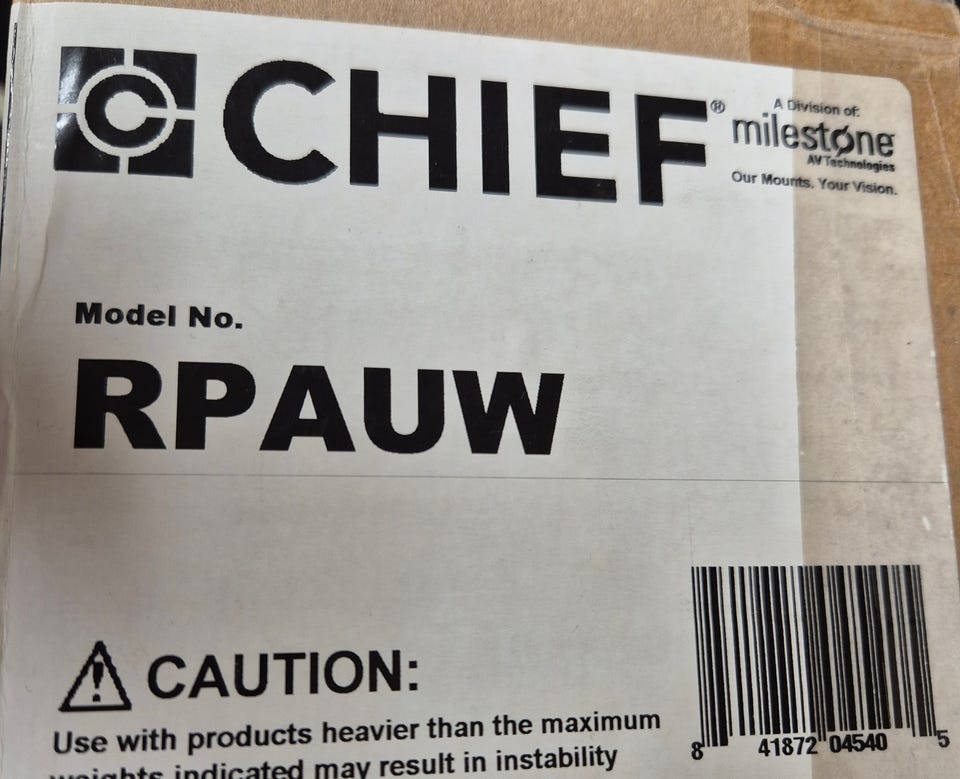 CHIEF®
A Division of:
milestone
AV Technologies
Our Mounts. Your Vision.
Model No.
RPAUW
CAUTION:
Use with products heavier than the maximum
weights indicated may result in instability
8 41872 04540 5